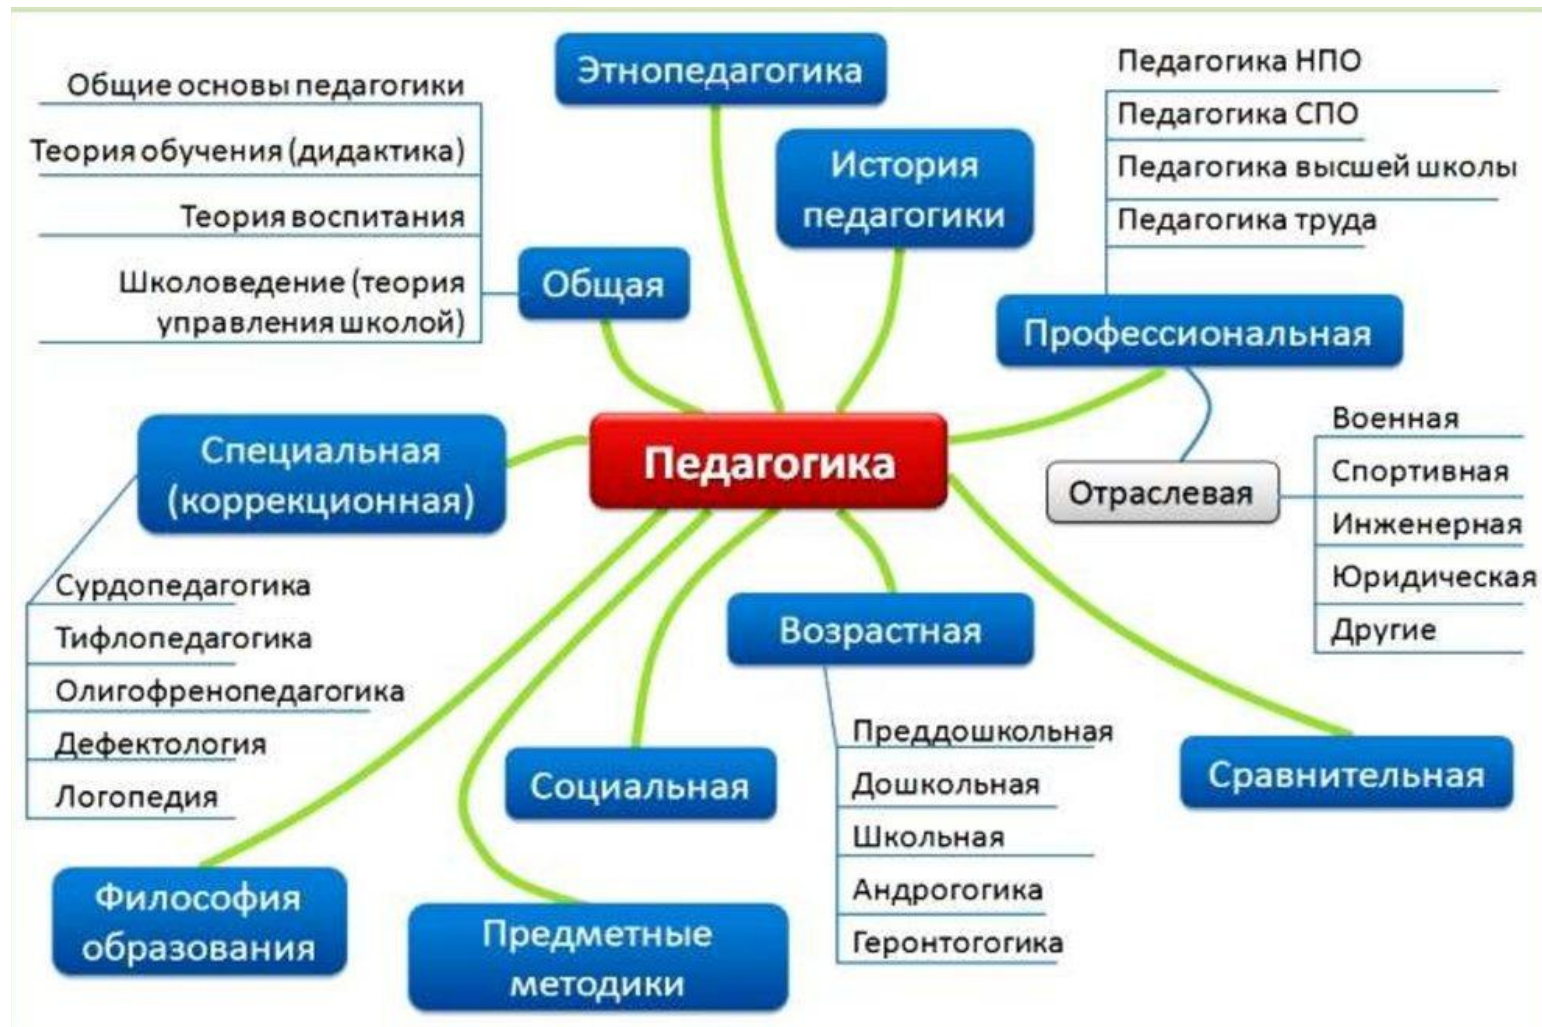 Этнопедагогика
История
педагогики
Общие основы педагогики
Теория обучения (дидактика)
Теория воспитания
Школоведение (теория
управления школой)
Общая
Педагогика НПО
Педагогика СПО
Педагогика высшей школы
Педагогика труда
Профессиональная
Отраслевая
Военная
Спортивная
Инженерная
Юридическая
Другие
Педагогика
Специальная
(коррекционная)
Сурдопедагогика
Тифлопедагогика
Олигофренопедагогика
Дефектология
Логопедия
Возрастная
Преддошкольная
Дошкольная
Школьная
Андрогогика
Геронтогогика
Социальная
Сравнительная
Философия
образования
Предметные
методики